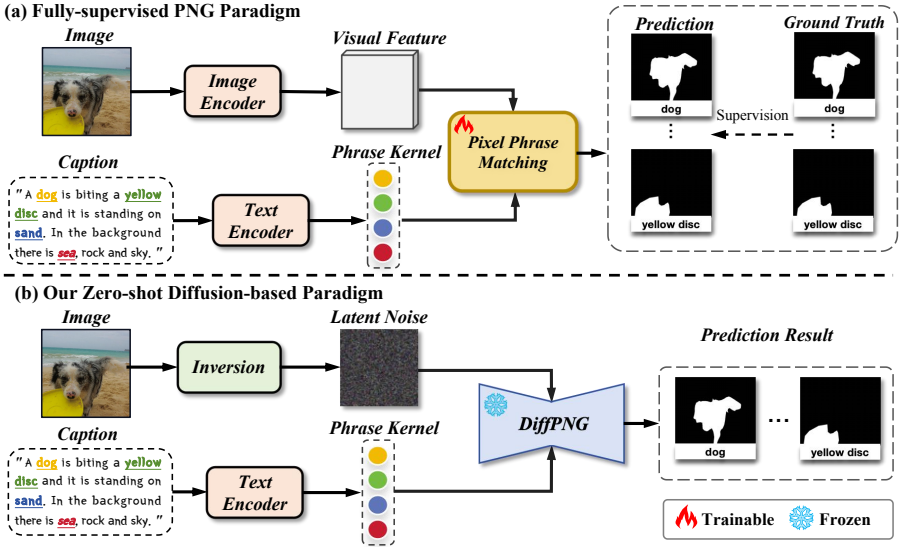 (a) Fully-supervised PNG Paradigm
Image
Image
Encoder
Visual Feature
Caption
" A dog is biting a yellow
disc and it is standing on
sand. In the background
there is sea, rock and sky. "
Text
Encoder
Phrase Kernel
Pixel Phrase
Matching
Prediction
Ground Truth
dog
dog
Supervision
yellow disc
yellow disc
(b) Our Zero-shot Diffusion-based Paradigm
Image
Inversion
Latent Noise
Caption
" A dog is biting a yellow
disc and it is standing on
sand. In the background
there is sea, rock and sky. "
Text
Encoder
Phrase Kernel
DiffPNG
Prediction Result
dog
yellow disc
Trainable
Frozen